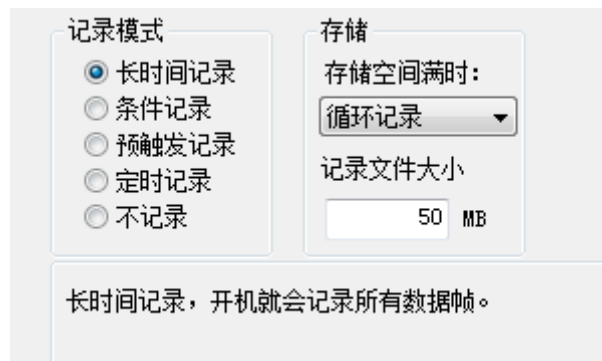 记录模式
长时间记录
条件记录
预触发记录
定时记录
不记录
存储
存储空间满时:
循环记录
记录文件大小
50 MB
长时间记录，开机就会记录所有数据帧。